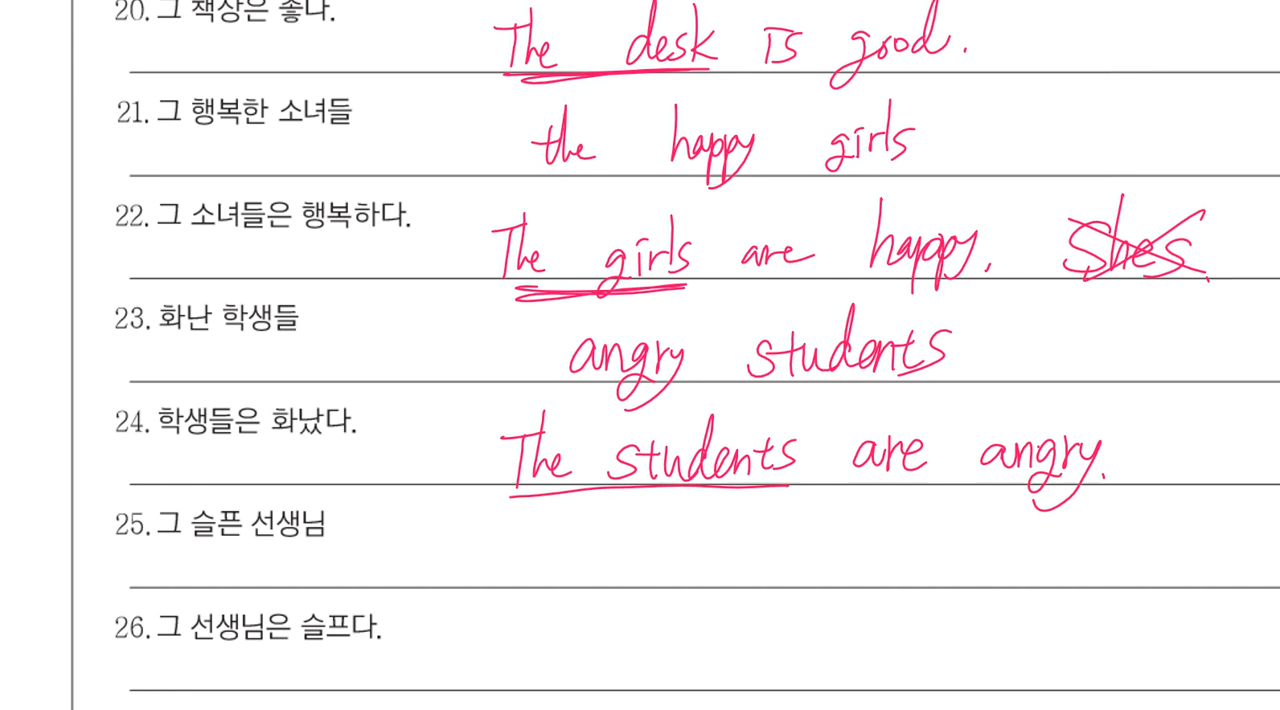 20. 그 책상은 좋다.
The desk is good.
21. 그 행복한 소녀들
the happy girls
22. 그 소녀들은 행복하다.
The girls are happy. Shes
23. 화난 학생들
angry students
24. 학생들은 화났다.
The students are angry.
25. 그 슬픈 선생님
26. 그 선생님은 슬프다.